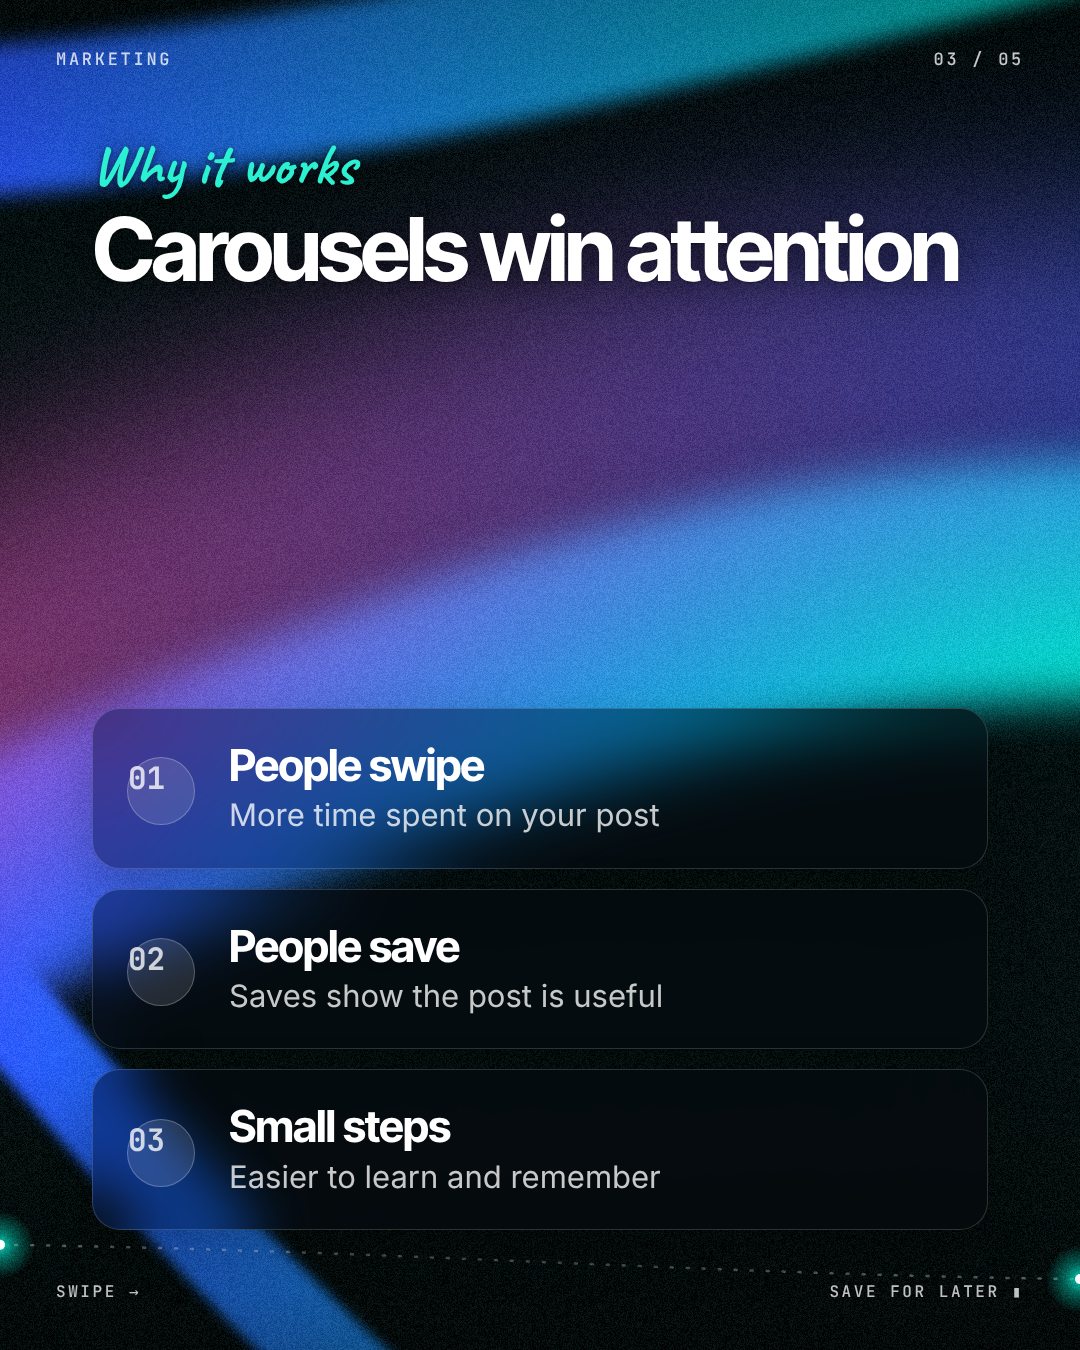 MARKETING
03 / 05
Why it works
Carousels win attention
01
People swipe
More time spent on your post
02
People save
Saves show the post is useful
03
Small steps
Easier to learn and remember
SWIPE →
SAVE FOR LATER ▮